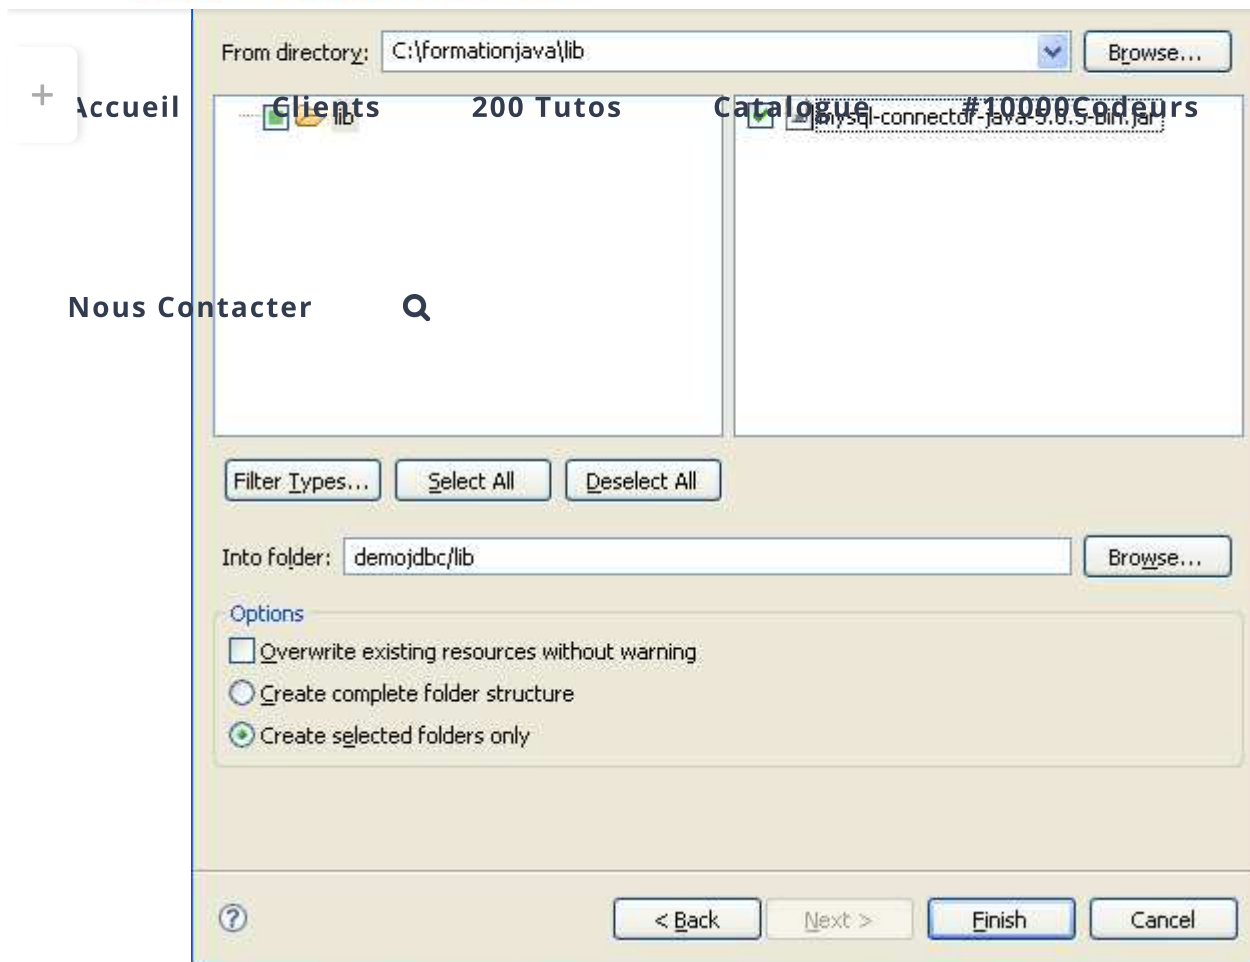 From directory: C:\formationjava\lib Browse...
+
Accueil Clients 200 Tutos Catalogue #10000Codeurs
lib
Nous Contacter
Filter Types... Select All Deselect All
Into folder: demojdbc/lib Browse...
Options
Overwrite existing resources without warning
Create complete folder structure
Create selected folders only
? < Back Next > Finish Cancel